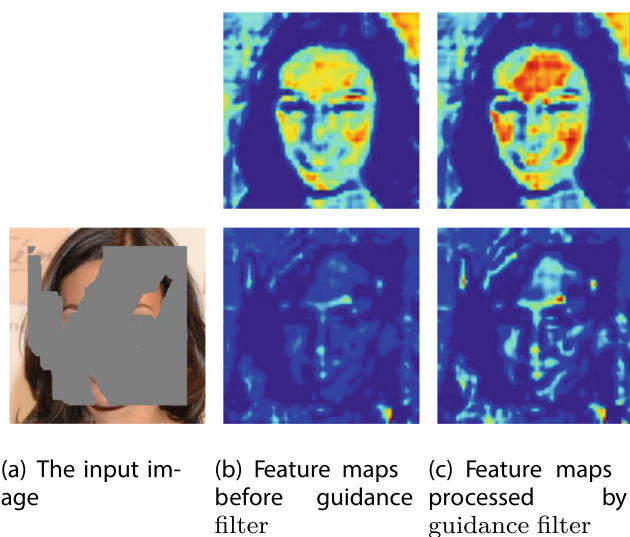 (a) The input im-
age
(b) Feature maps
before guidance
filter
(c) Feature maps
processed by
guidance filter